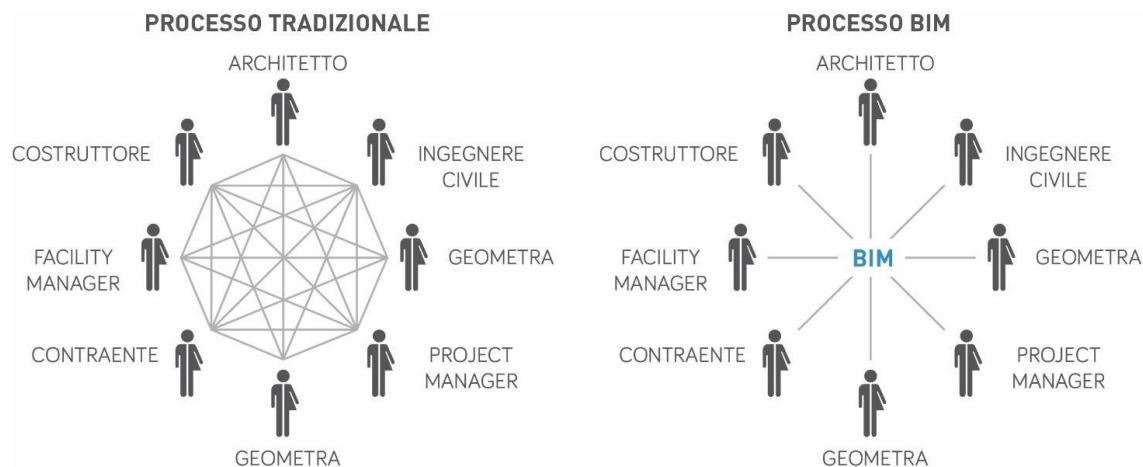 PROCESSO TRADIZIONALE
ARCHITETTO
COSTRUTTORE
INGEGNERE
CIVILE
FACILITY
MANAGER
GEOMETRA
CONTRAENTE
PROJECT
MANAGER
GEOMETRA
PROCESSO BIM
ARCHITETTO
COSTRUTTORE
INGEGNERE
CIVILE
FACILITY
MANAGER
BIM
GEOMETRA
CONTRAENTE
PROJECT
MANAGER
GEOMETRA